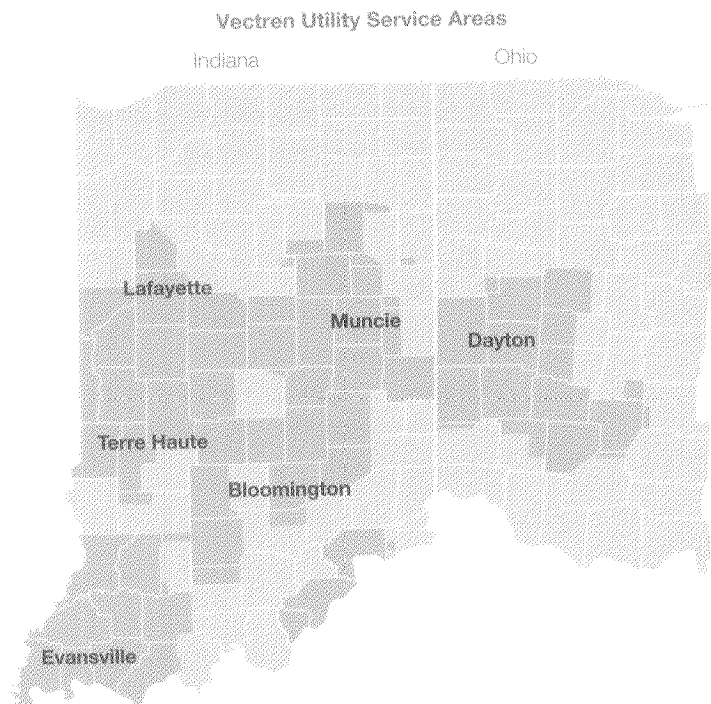 Vectren Utility Service Areas
Indiana
Ohio
Lafayette
Muncie
Dayton
Terre Haute
Bloomington
Evansville